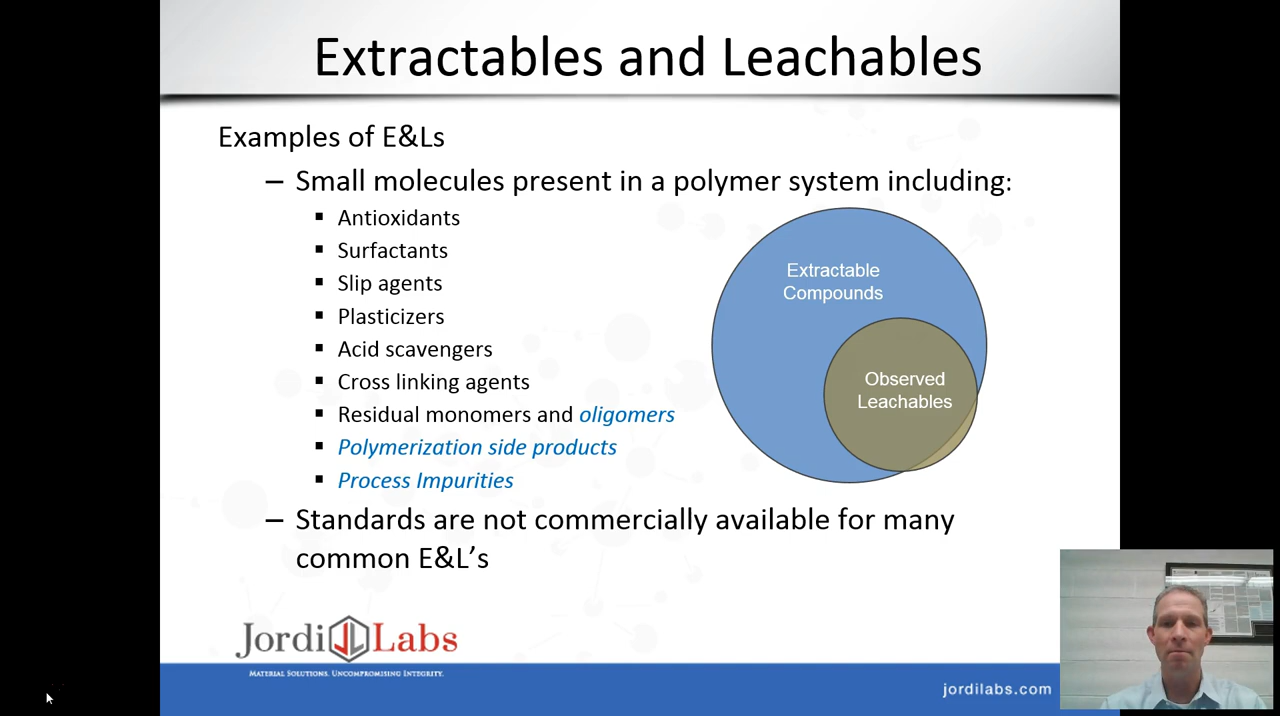 Extractables and Leachables
Examples of E&Ls
– Small molecules present in a polymer system including:
▪ Antioxidants
▪ Surfactants
▪ Slip agents
▪ Plasticizers
▪ Acid scavengers
▪ Cross linking agents
▪ Residual monomers and oligomers
▪ Polymerization side products
▪ Process Impurities
Extractable
Compounds
Observed
Leachables
– Standards are not commercially available for many
common E&L’s
Jordi JL Labs
Material Solutions. Uncompromising Integrity.
jordilabs.com